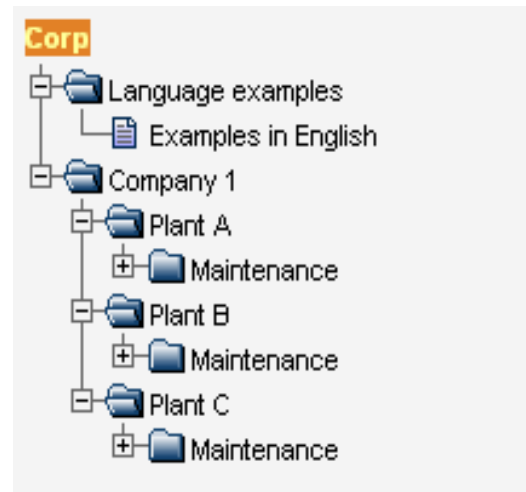 Corp
Language examples
Examples in English
Company 1
Plant A
Maintenance
Plant B
Maintenance
Plant C
Maintenance